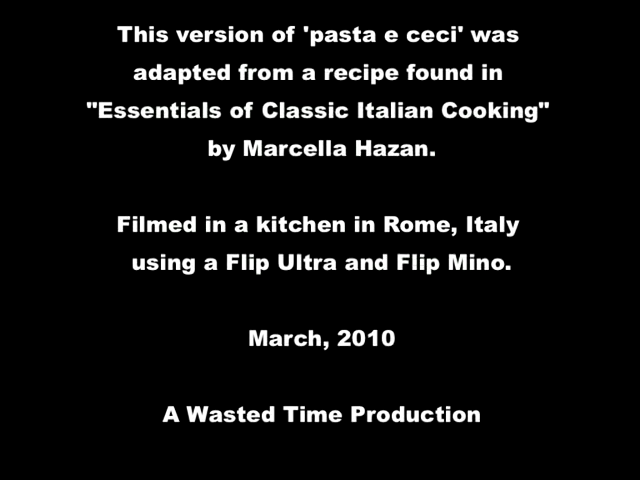 This version of 'pasta e ceci' was
adapted from a recipe found in
"Essentials of Classic Italian Cooking"
by Marcella Hazan.
Filmed in a kitchen in Rome, Italy
using a Flip Ultra and Flip Mino.
March, 2010
A Wasted Time Production